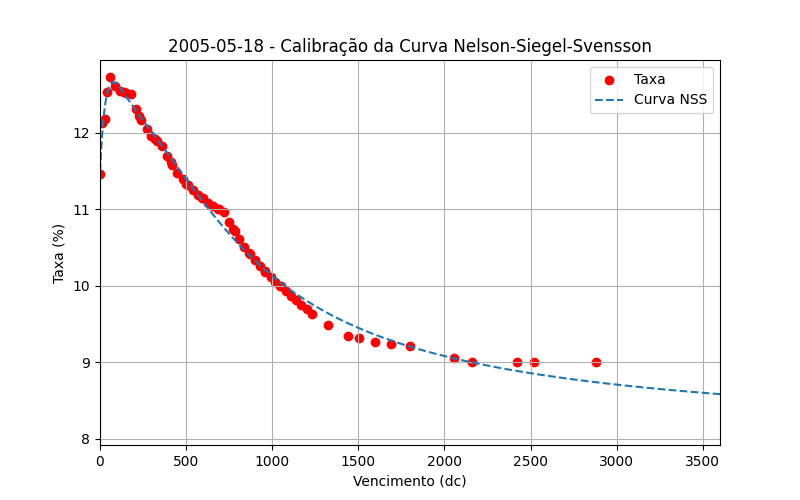 2005-05-18 - Calibração da Curva Nelson-Siegel-Svensson
Taxa
Curva NSS
Taxa (%)
12
11
10
9
8
0 500 1000 1500 2000 2500 3000 3500
Vencimento (dc)